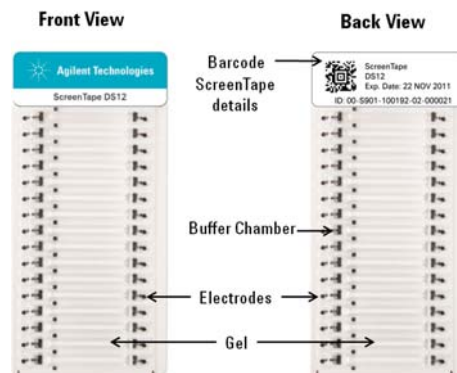 Front View
Back View
Agilent Technologies
ScreenTape DS12
Barcode
ScreenTape
details
ScreenTape
DS12
Exp. Date: 22 NOV 2011
ID: 00-S901-100192-02-000021
Buffer Chamber
Electrodes
Gel